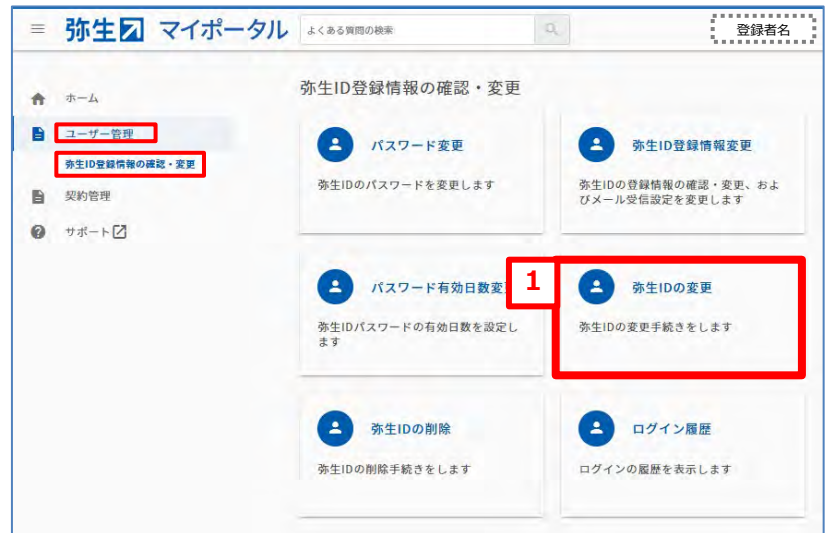 弥生 マイポータル
よくある質問の検索
登録者名
ホーム
ユーザー管理
弥生ID登録情報の確認・変更
契約管理
サポート
弥生ID登録情報の確認・変更
パスワード変更
弥生IDのパスワードを変更します
弥生ID登録情報変更
弥生IDの登録情報の確認・変更、およ
びメール受信設定を変更します
パスワード有効日数変
弥生IDパスワードの有効日数を設定し
ます
1
弥生IDの変更
弥生IDの変更手続きをします
弥生IDの削除
弥生IDの削除手続きをします
ログイン履歴
ログインの履歴を表示します